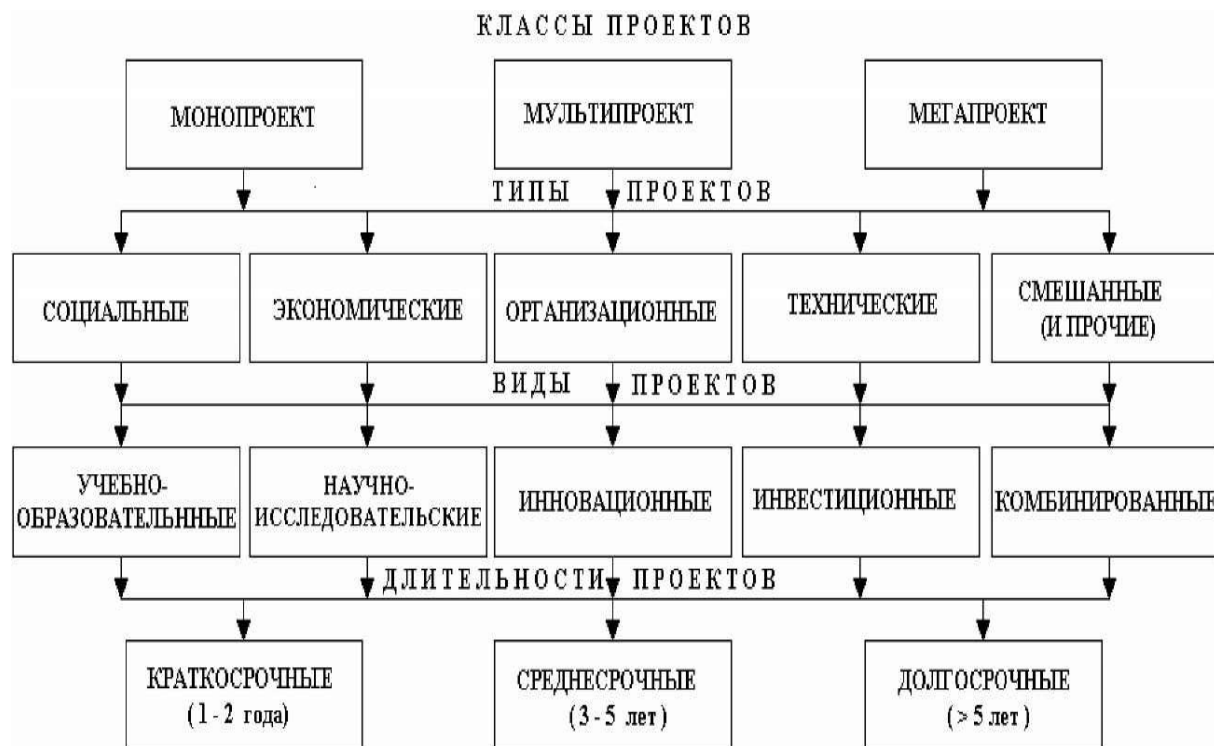 КЛАССЫ ПРОЕКТОВ
МОНОПРОЕКТ
МУЛЬТИПРОЕКТ
МЕГАПРОЕКТ
ТИПЫ ПРОЕКТОВ
СОЦИАЛЬНЫЕ
ЭКОНОМИЧЕСКИЕ
ОРГАНИЗАЦИОННЫЕ
ТЕХНИЧЕСКИЕ
СМЕШАННЫЕ
(И ПРОЧИЕ)
ВИДЫ ПРОЕКТОВ
УЧЕБНО-
ОБРАЗОВАТЕЛЬННЫЕ
НАУЧНО-
ИССЛЕДОВАТЕЛЬСКИЕ
ИННОВАЦИОННЫЕ
ИНВЕСТИЦИОННЫЕ
КОМБИНИРОВАННЫЕ
ДЛИТЕЛЬНОСТИ ПРОЕКТОВ
КРАТКОСРОЧНЫЕ
(1 - 2 года)
СРЕДНЕСРОЧНЫЕ
(3 - 5 лет)
ДОЛГОСРОЧНЫЕ
(> 5 лет)